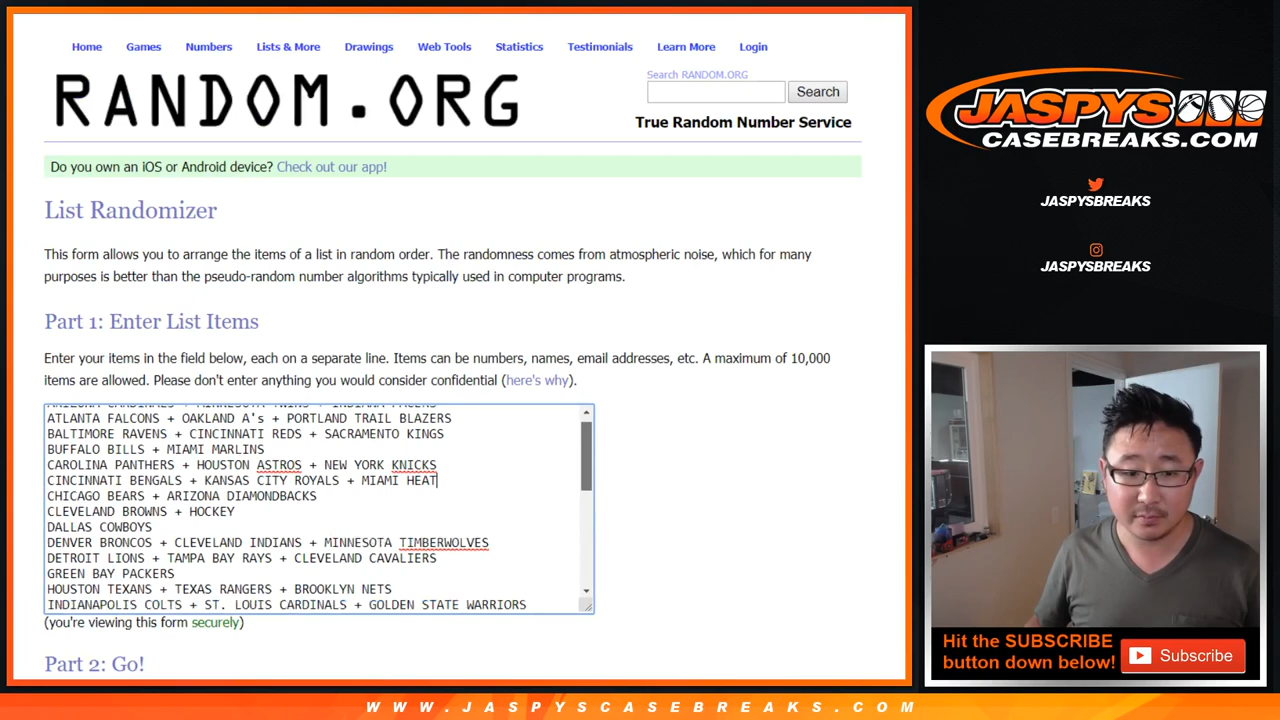 Home Games Numbers Lists & More Drawings Web Tools Statistics Testimonials Learn More Login
RANDOM.ORG
Search RANDOM.ORG
Search
True Random Number Service
Do you own an iOS or Android device? Check out our app!
List Randomizer
This form allows you to arrange the items of a list in random order. The randomness comes from atmospheric noise, which for many
purposes is better than the pseudo-random number algorithms typically used in computer programs.
Part 1: Enter List Items
Enter your items in the field below, each on a separate line. Items can be numbers, names, email addresses, etc. A maximum of 10,000
items are allowed. Please don't enter anything you would consider confidential (here's why).
ARIZONA CARDINALS + MINNESOTA TWINS + INDIANA PACERS
ATLANTA FALCONS + OAKLAND A's + PORTLAND TRAIL BLAZERS
BALTIMORE RAVENS + CINCINNATI REDS + SACRAMENTO KINGS
BUFFALO BILLS + MIAMI MARLINS
CAROLINA PANTHERS + HOUSTON ASTROS + NEW YORK KNICKS
CINCINNATI BENGALS + KANSAS CITY ROYALS + MIAMI HEAT
CHICAGO BEARS + ARIZONA DIAMONDBACKS
CLEVELAND BROWNS + HOCKEY
DALLAS COWBOYS
DENVER BRONCOS + CLEVELAND INDIANS + MINNESOTA TIMBERWOLVES
DETROIT LIONS + TAMPA BAY RAYS + CLEVELAND CAVALIERS
GREEN BAY PACKERS
HOUSTON TEXANS + TEXAS RANGERS + BROOKLYN NETS
INDIANAPOLIS COLTS + ST. LOUIS CARDINALS + GOLDEN STATE WARRIORS
(you're viewing this form securely)
Part 2: Go!
JASPYS
CASEBREAKS.COM
JASPYSBREAKS
JASPYSBREAKS
Hit the SUBSCRIBE
button down below!
Subscribe
WWW.JASPYSCASEBREAKS.COM